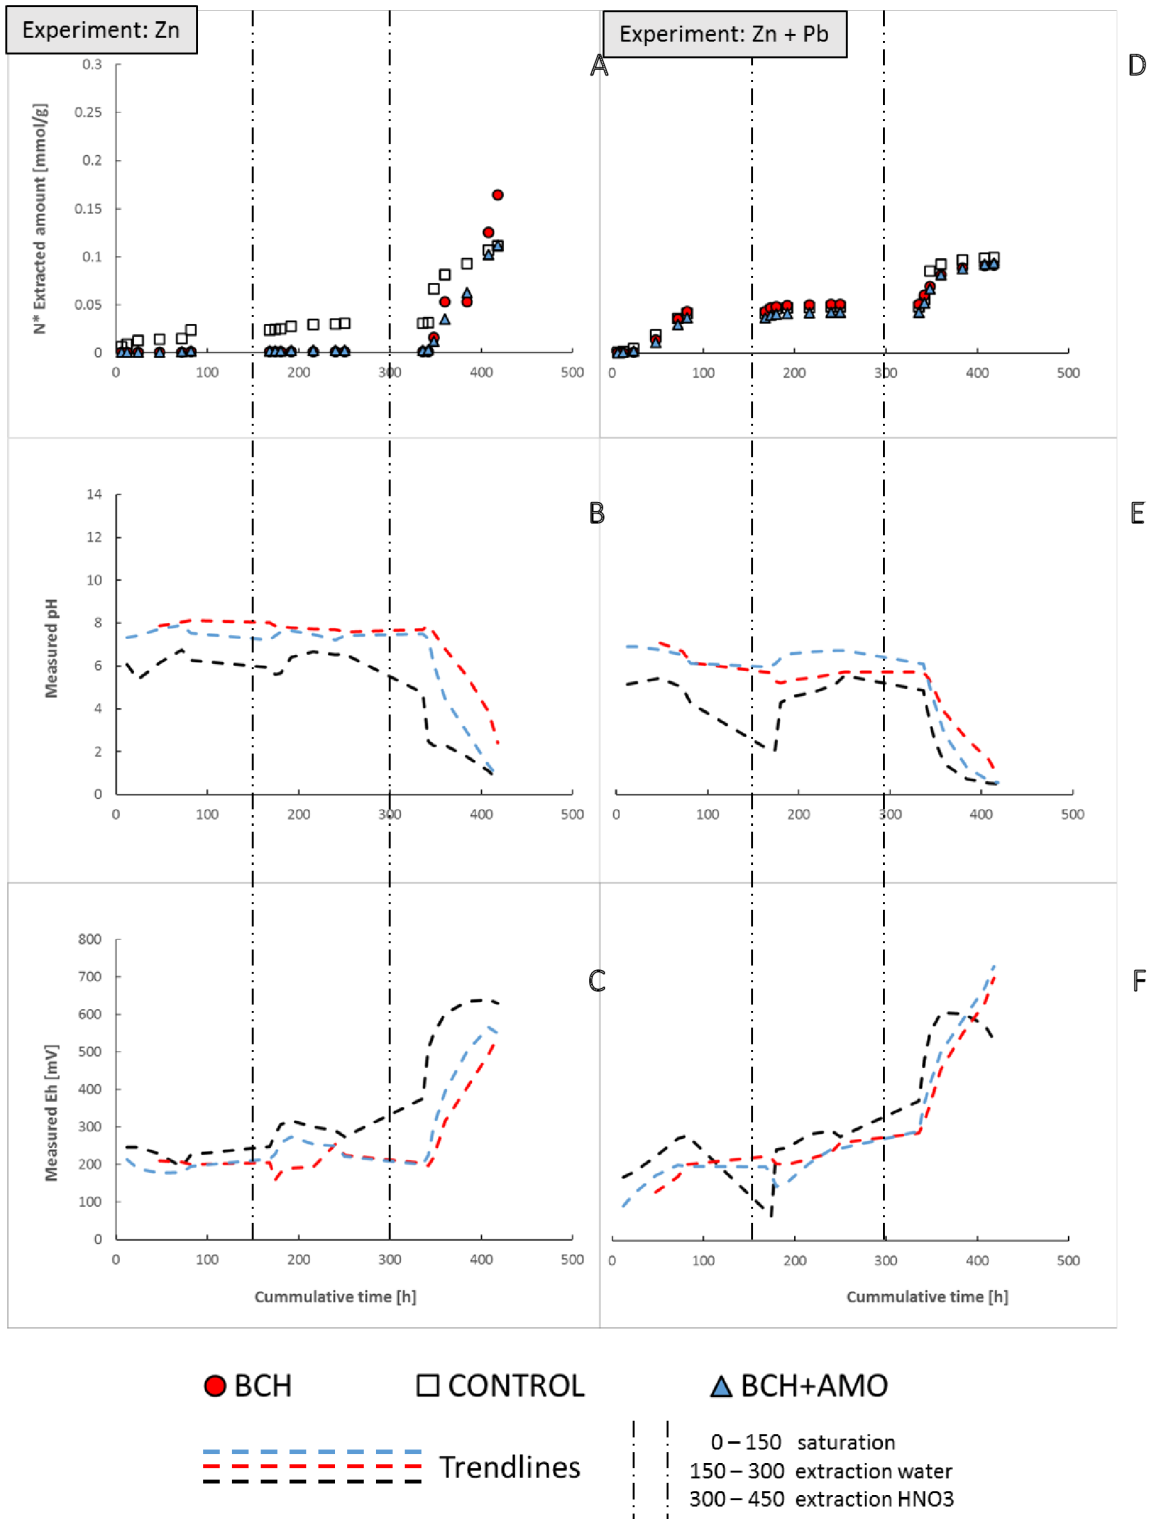 Experiment: Zn
Experiment: Zn + Pb
A
D
N* Extracted amount [mmol/g]
0.3
0.25
0.2
0.15
0.1
0.05
0
0 100 200 300 400 500
0 100 200 300 400 500
B
E
Measured pH
14
12
10
8
6
4
2
0
0 100 200 300 400 500
0 100 200 300 400 500
C
F
Measured Eh [mV]
800
700
600
500
400
300
200
100
0
0 100 200 300 400 500
0 100 200 300 400 500
Cummulative time [h]
Cummulative time [h]
BCH CONTROL BCH+AMO
Trendlines
0 – 150 saturation
150 – 300 extraction water
300 – 450 extraction HNO3